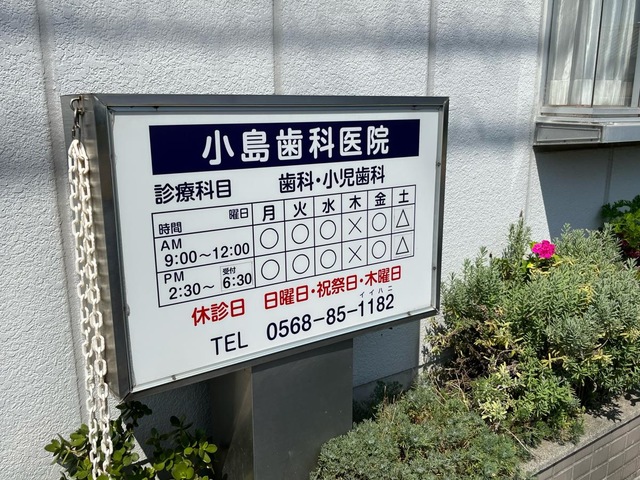 小島歯科医院
診療科目 歯科・小児歯科
時間 曜日 月 火 水 木 金 土
AM 9:00～12:00 ○ ○ ○ × ○ △
PM 2:30～ 受付 6:30 ○ ○ ○ × ○ △
休診日 日曜日・祝祭日・木曜日
イイハニ
TEL 0568-85-1182